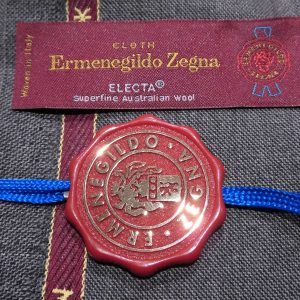 Woven in Italy
CLOTH
Ermenegildo Zegna
ELECTA©
Superfine Australian Wool
ERMENEGILDO · ZEGNA ·